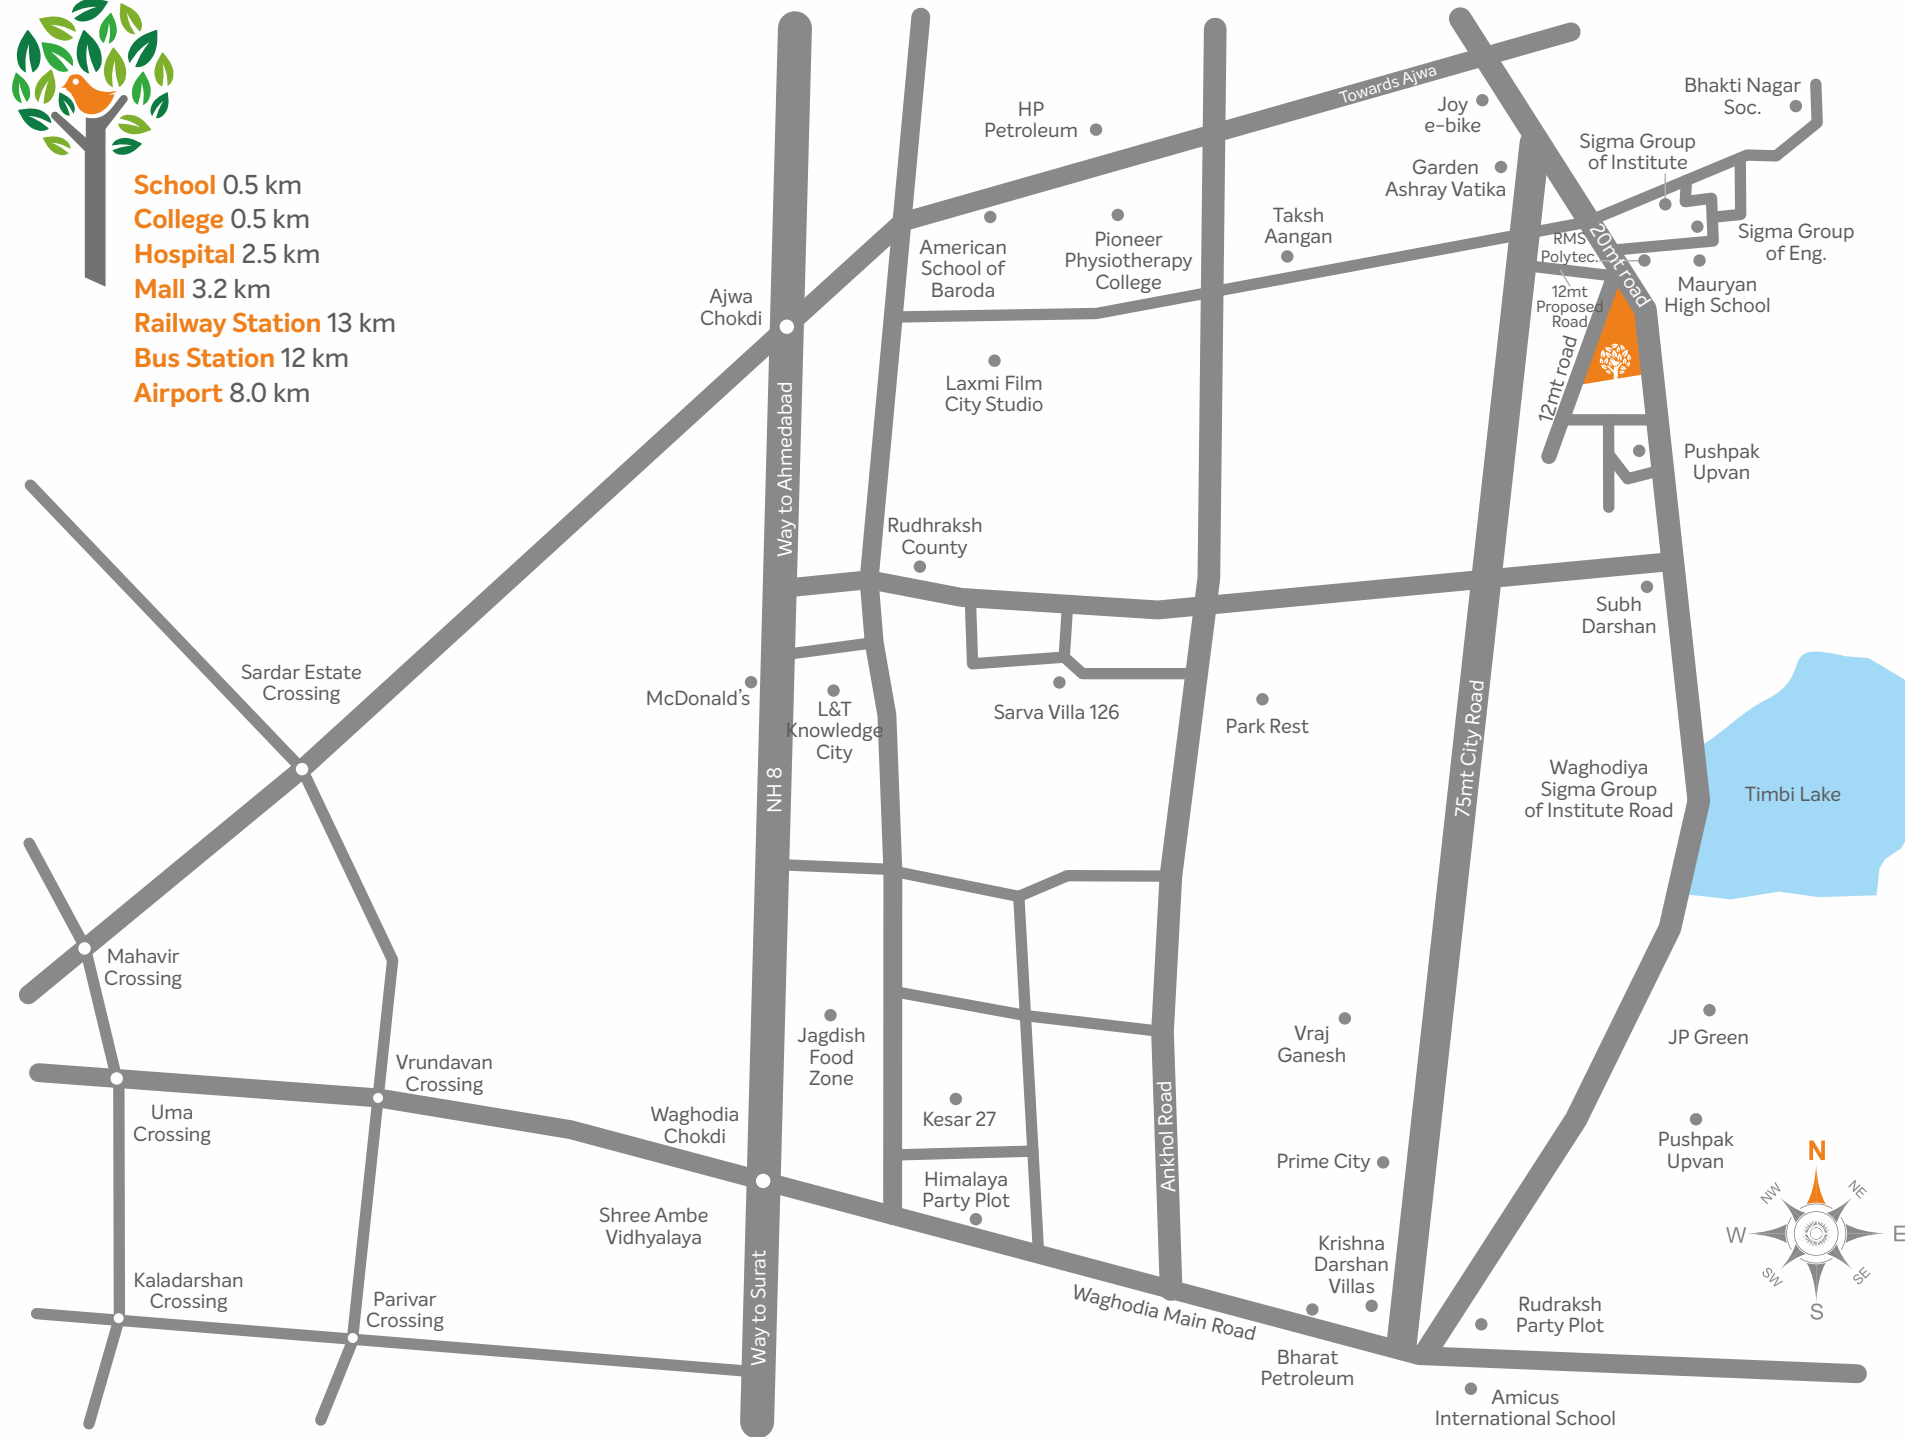 School 0.5 km
College 0.5 km
Hospital 2.5 km
Mall 3.2 km
Railway Station 13 km
Bus Station 12 km
Airport 8.0 km
Towards Ajwa
HP
Petroleum
Joy
e-bike
Bhakti Nagar
Soc.
Sigma Group
of Institute
Garden
Ashray Vatika
Taksh
Aangan
American
School of
Baroda
Pioneer
Physiotherapy
College
RMS
Polytec.
20mt road
Sigma Group
of Eng.
Mauryan
High School
12mt
Proposed
Road
12mt road
Ajwa
Chokdi
Laxmi Film
City Studio
Way to Ahmedabad
Pushpak
Upvan
Rudhraksh
County
Subh
Darshan
Sardar Estate
Crossing
McDonald's
L&T
Knowledge
City
Sarva Villa 126
Park Rest
75mt City Road
NH 8
Waghodiya
Sigma Group
of Institute Road
Timbi Lake
Mahavir
Crossing
Jagdish
Food
Zone
Vraj
Ganesh
JP Green
Vrundavan
Crossing
Uma
Crossing
Waghodia
Chokdi
Kesar 27
Ankhol Road
Prime City
Pushpak
Upvan
N
NE
E
SE
S
SW
W
NW
Himalaya
Party Plot
Shree Ambe
Vidhyalaya
Krishna
Darshan
Villas
Kaladarshan
Crossing
Parivar
Crossing
Way to Surat
Waghodia Main Road
Rudraksh
Party Plot
Bharat
Petroleum
Amicus
International School